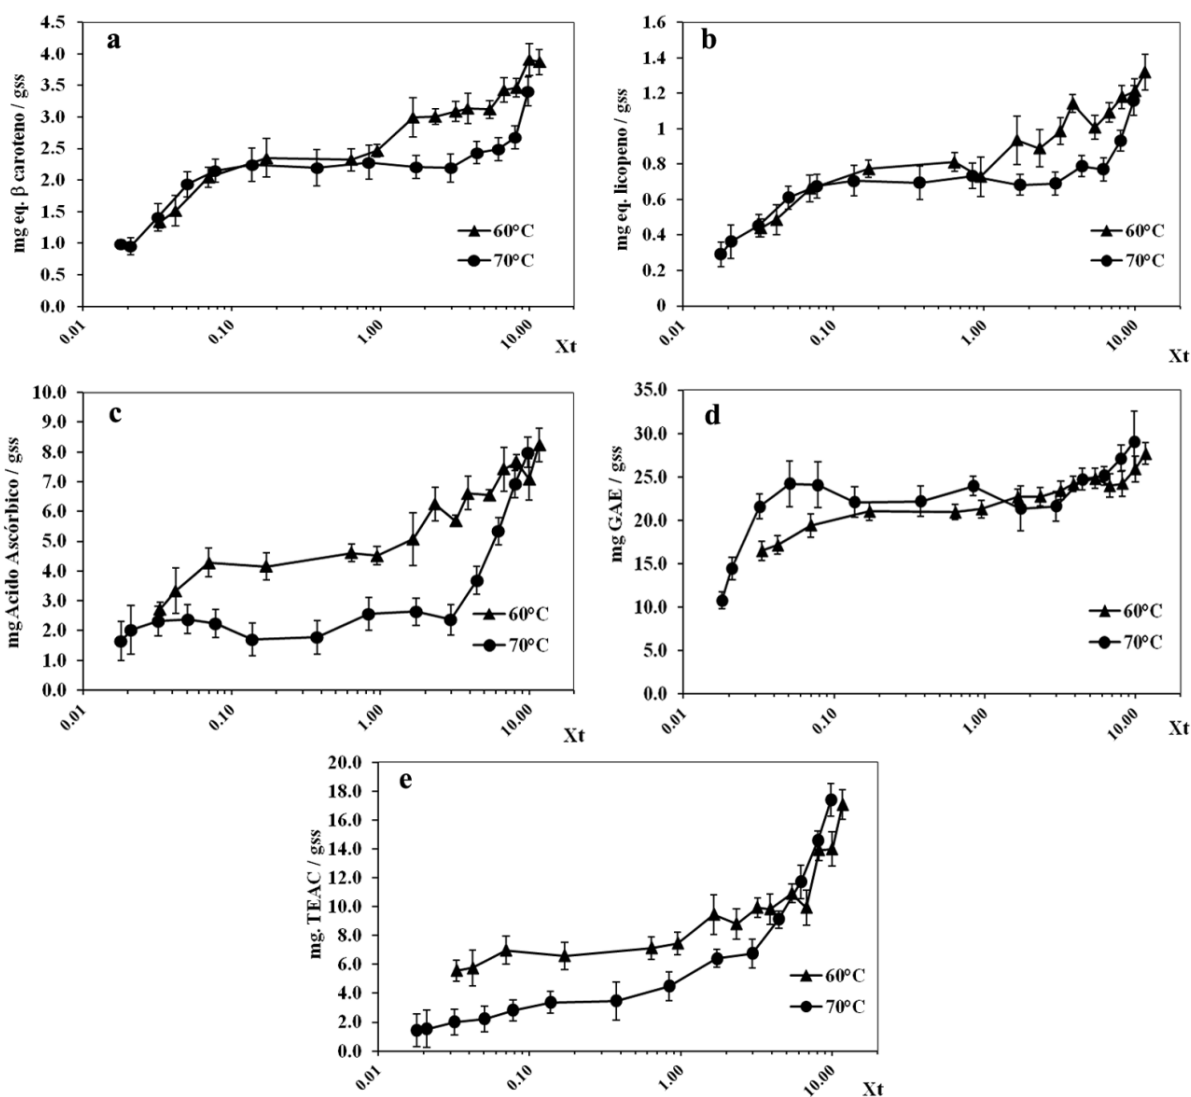 a
mg eq. β caroteno / gss
4.5
4.0
3.5
3.0
2.5
2.0
1.5
1.0
0.5
0.0
60°C
70°C
0.01
0.10
1.00
10.00
Xt
b
mg eq. licopeno / gss
1.6
1.4
1.2
1
0.8
0.6
0.4
0.2
0
60°C
70°C
0.01
0.10
1.00
10.00
Xt
c
mgAcido Ascórbico / gss
10.0
9.0
8.0
7.0
6.0
5.0
4.0
3.0
2.0
1.0
0.0
60°C
70°C
0.01
0.10
1.00
10.00
Xt
d
mg GAE / gss
35.0
30.0
25.0
20.0
15.0
10.0
5.0
0.0
60°C
70°C
0.01
0.10
1.00
10.00
Xt
e
mg. TEAC / gss
20.0
18.0
16.0
14.0
12.0
10.0
8.0
6.0
4.0
2.0
0.0
60°C
70°C
0.01
0.10
1.00
10.00
Xt